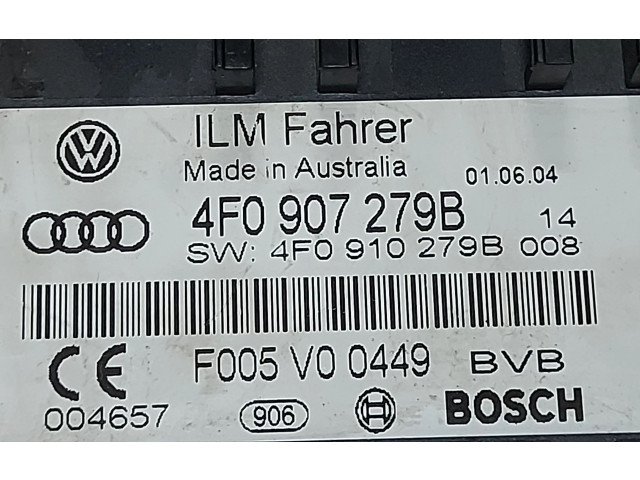 ILM Fahrer
Made in Australia 01.06.04
4F0 907 279B 14
SW: 4F0 910 279B 008
F005 V0 0449 BVB
CE
004657 906 BOSCH